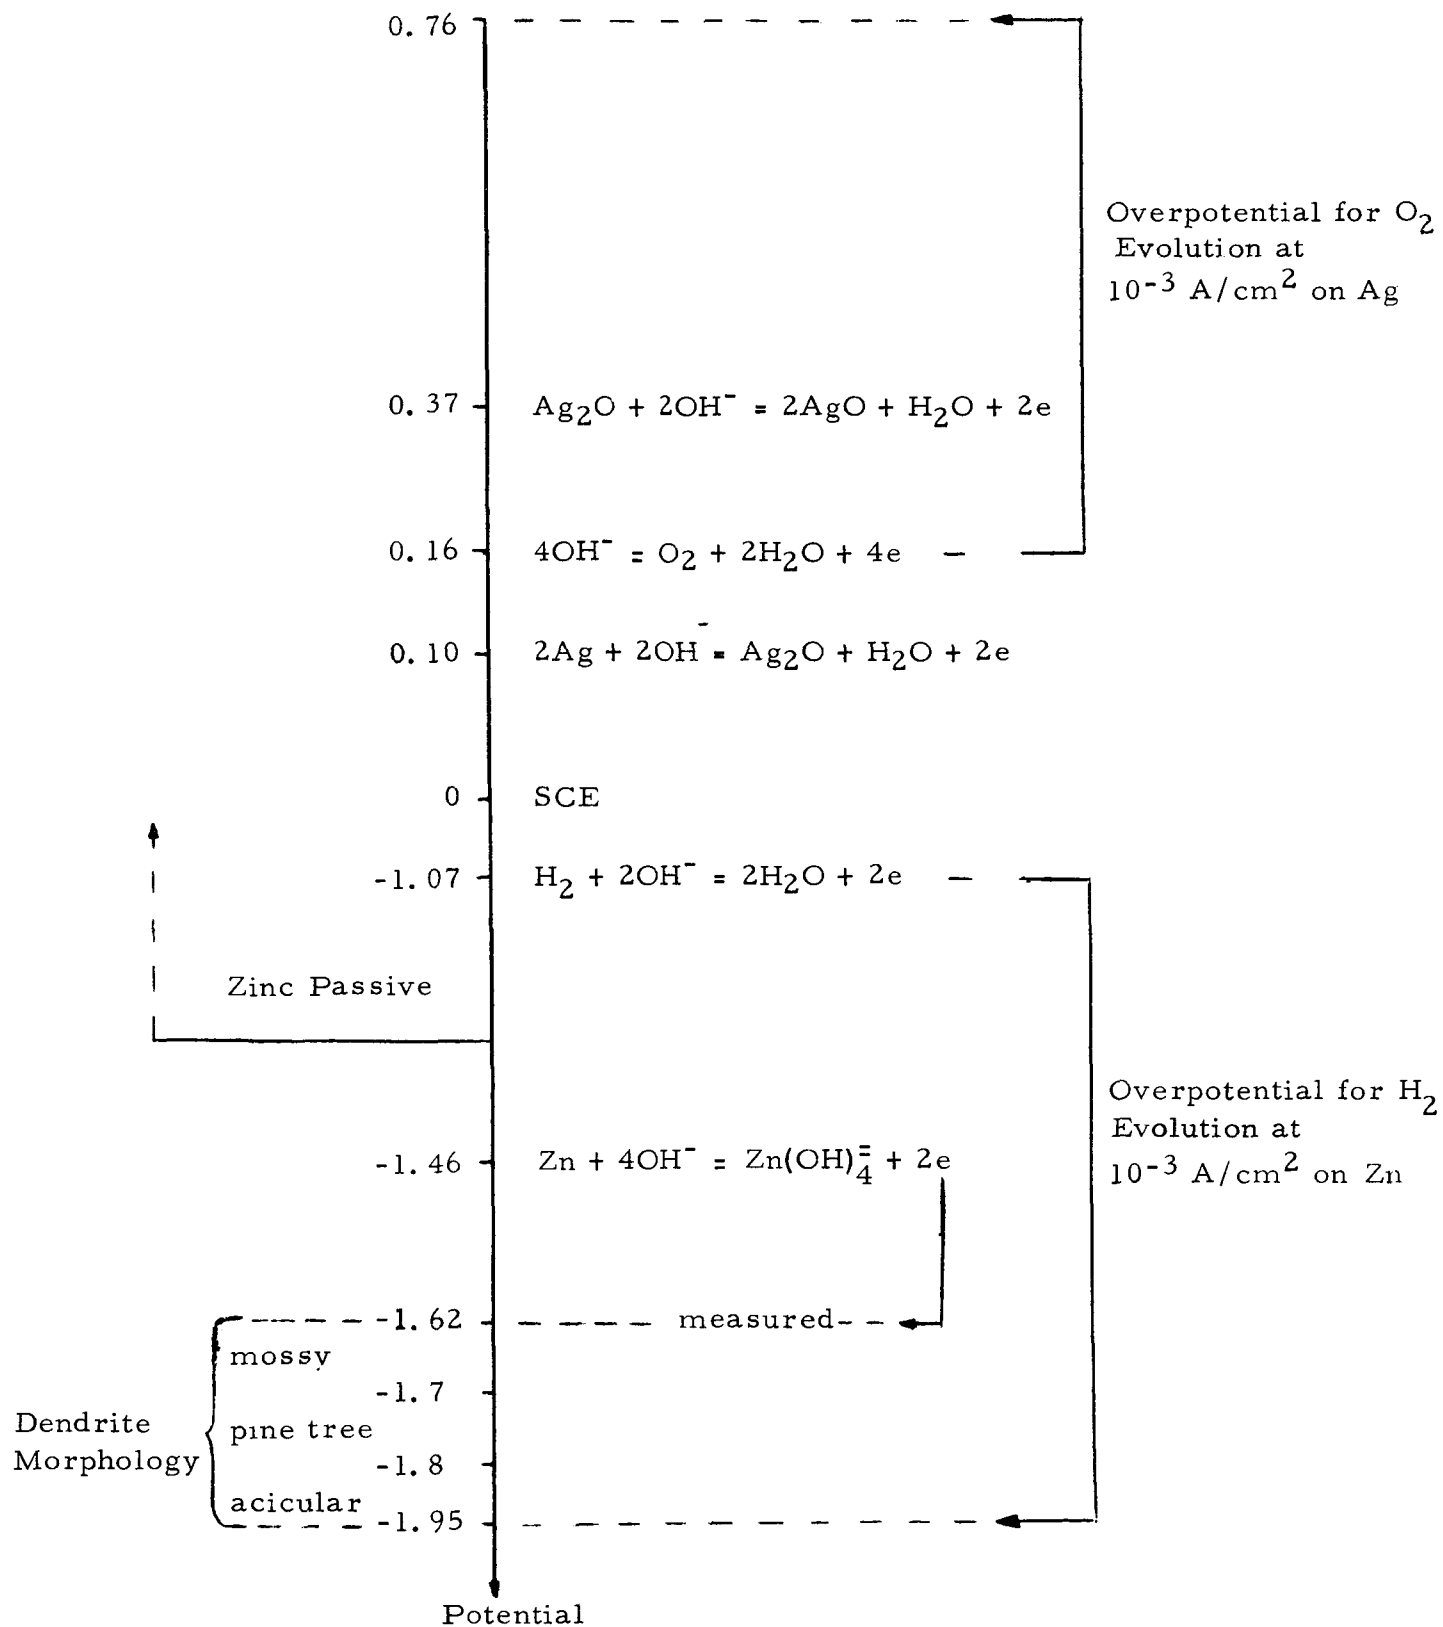 0.76
Overpotential for O₂
Evolution at
10⁻³ A/cm² on Ag
0.37 Ag₂O + 2OH⁻ = 2AgO + H₂O + 2e
0.16 4OH⁻ = O₂ + 2H₂O + 4e
0.10 2Ag + 2OH⁻ = Ag₂O + H₂O + 2e
0 SCE
-1.07 H₂ + 2OH⁻ = 2H₂O + 2e
Zinc Passive
Overpotential for H₂
Evolution at
10⁻³ A/cm² on Zn
-1.46 Zn + 4OH⁻ = Zn(OH)₄⁼ + 2e
-1.62 measured
mossy
-1.7
Dendrite
Morphology
pine tree
-1.8
acicular
-1.95
Potential